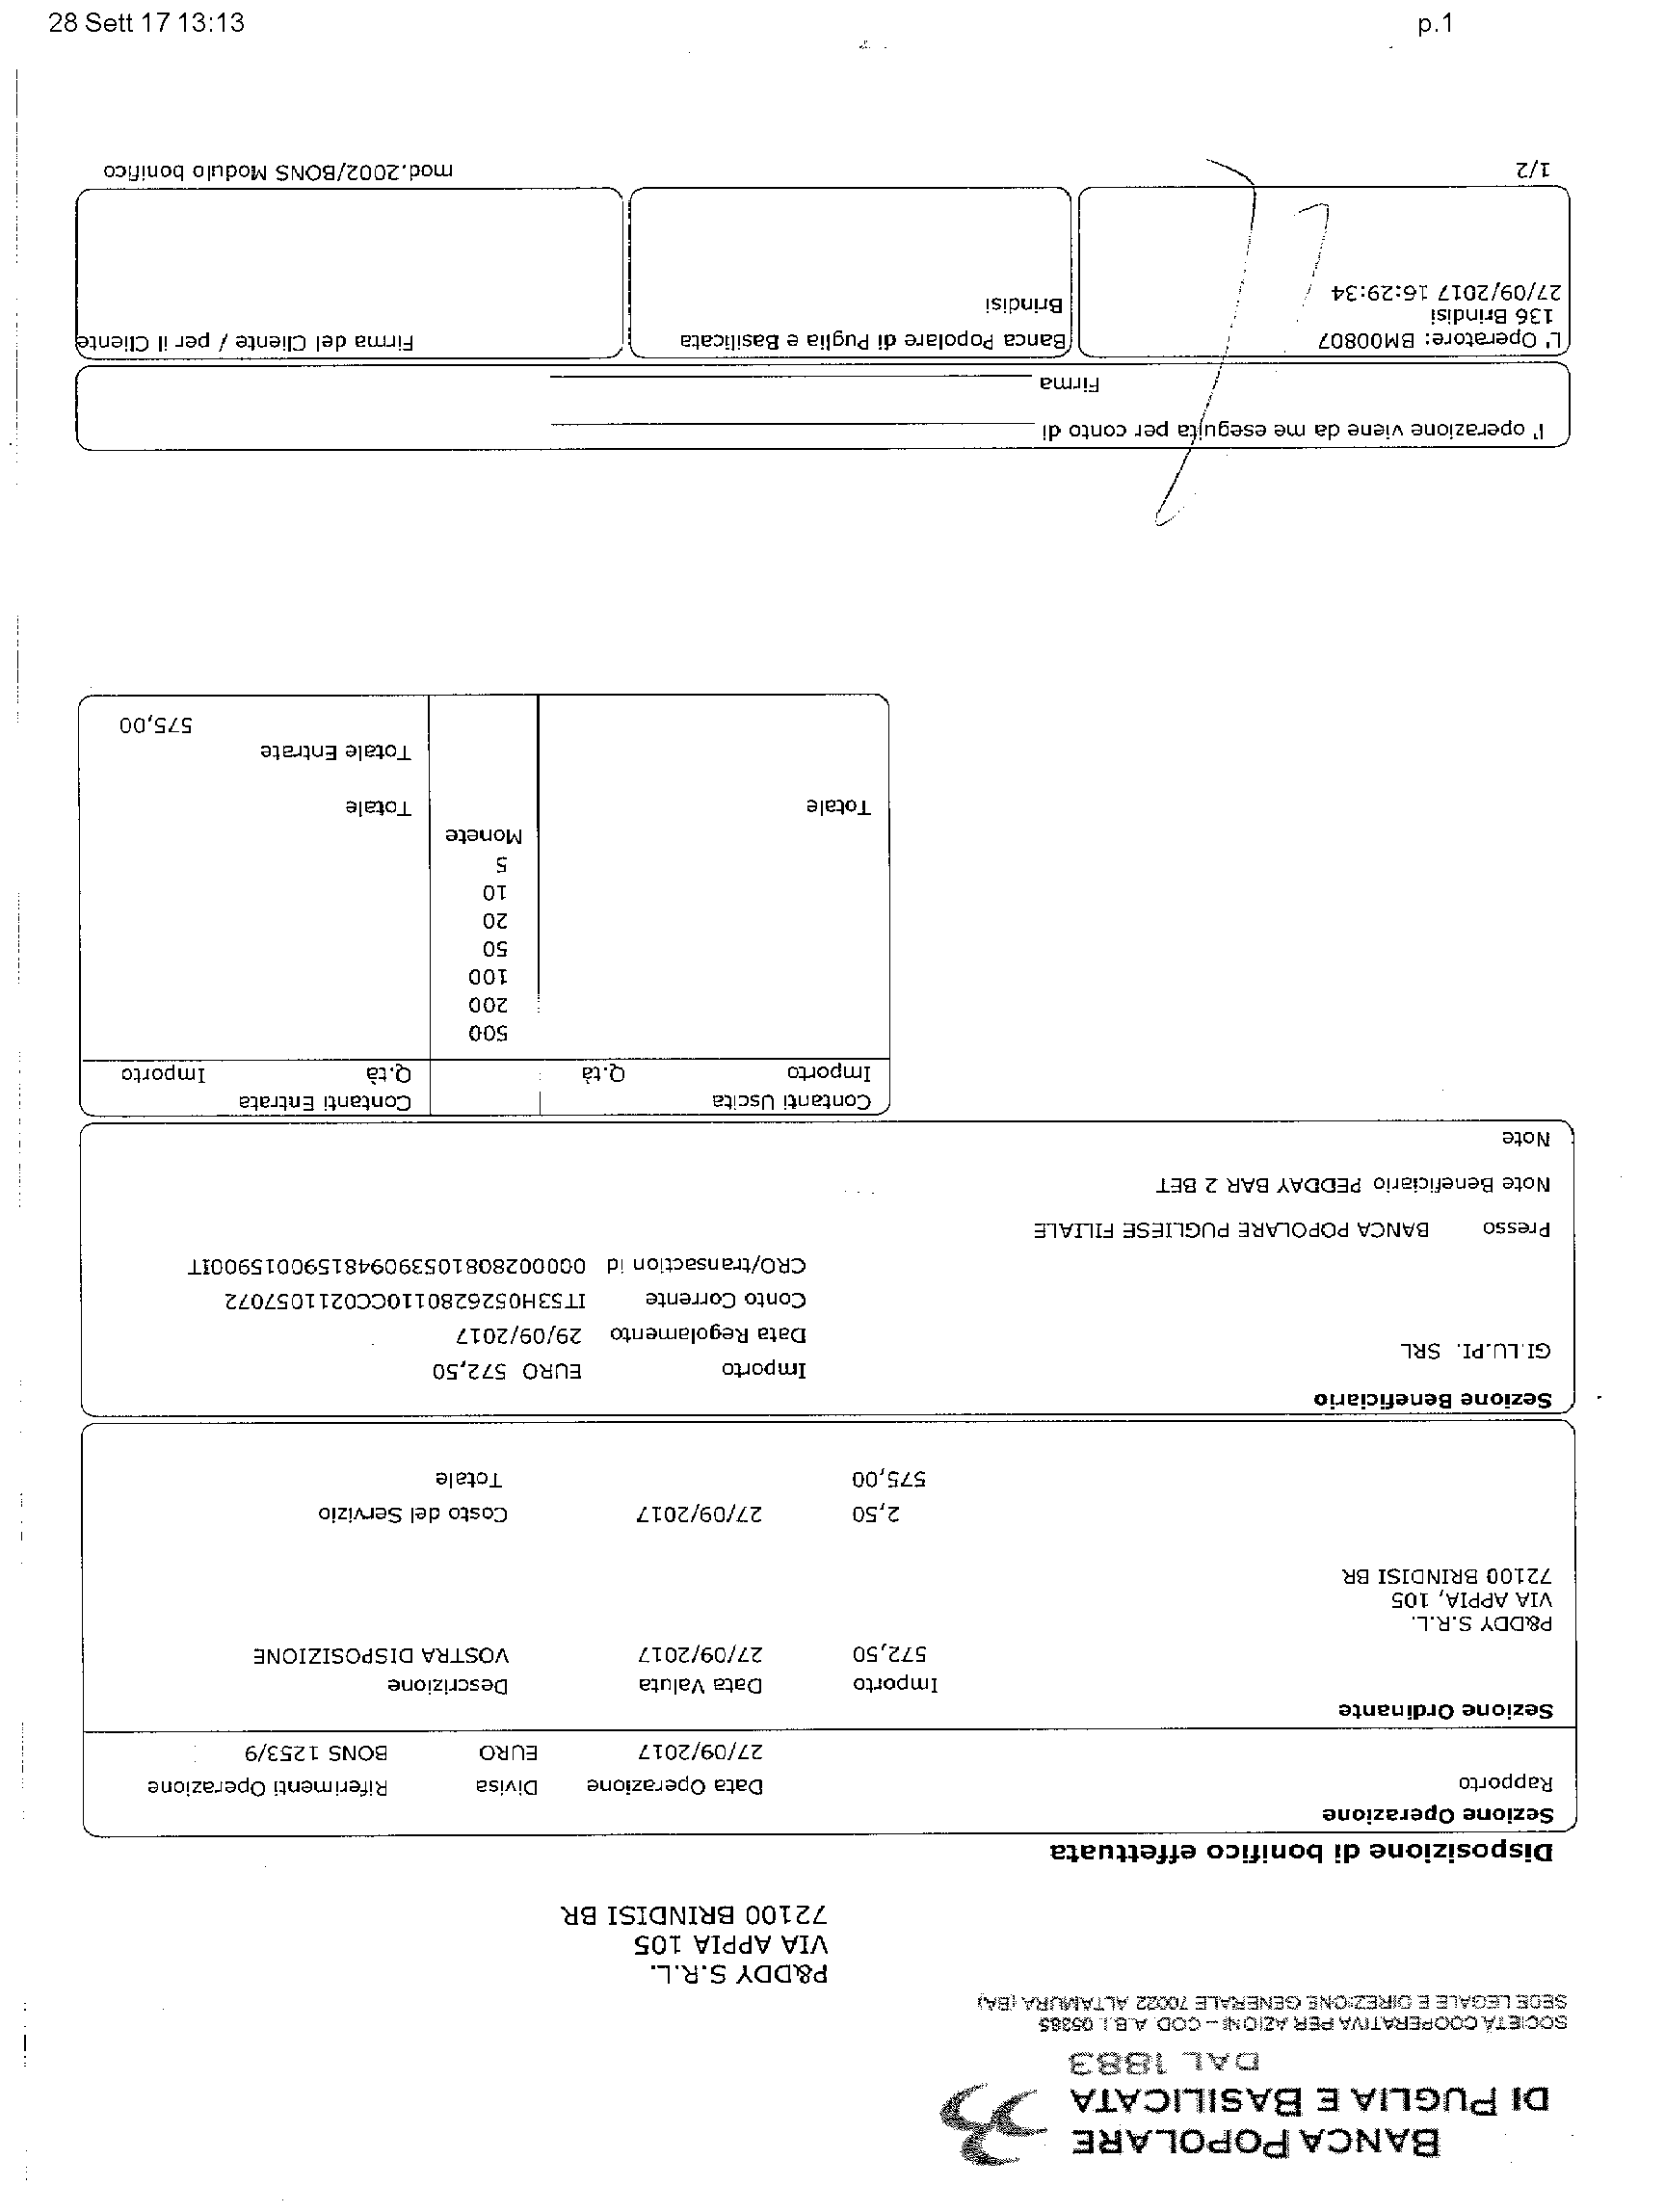 28 Sett 17 13:13 p.1
BANCA POPOLARE
DI PUGLIA E BASILICATA
DAL 1883
SOCIETÀ COOPERATIVA PER AZIONI – COD. A.B.I. 05385
SEDE LEGALE E DIREZIONE GENERALE 70022 ALTAMURA (BA)
P&DDY S.R.L.
VIA APPIA 105
72100 BRINDISI BR
Disposizione di bonifico effettuata
Sezione Operazione
Rapporto Data Operazione Divisa Riferimenti Operazione
27/09/2017 EURO BONS 1253/9
Sezione Ordinante
Importo Data Valuta Descrizione
572,50 27/09/2017 VOSTRA DISPOSIZIONE
P&DDY S.R.L.
VIA APPIA, 105
72100 BRINDISI BR
2,50 27/09/2017 Costo del Servizio
575,00 Totale
Sezione Beneficiario
Importo EURO 572,50
GI.LU.PI. SRL
Data Regolamento 29/09/2017
Conto Corrente IT53H0526280110CC0211057072
CRO/transaction id 0000028081053909481590015900IT
Presso BANCA POPOLARE PUGLIESE FILIALE
Note Beneficiario PEDDAY BAR 2 BET
Note
Contanti Uscita Contanti Entrata
Importo Q.tà Q.tà Importo
500
200
100
50
20
10
5
Monete
Totale Totale
Totale Entrate
575,00
l' operazione viene da me eseguita per conto di
Firma
L' Operatore: BM00807 Banca Popolare di Puglia e Basilicata Firma del Cliente / per il Cliente
136 Brindisi Brindisi
27/09/2017 16:29:34
1/2 mod.2002/BONS Modulo bonifico